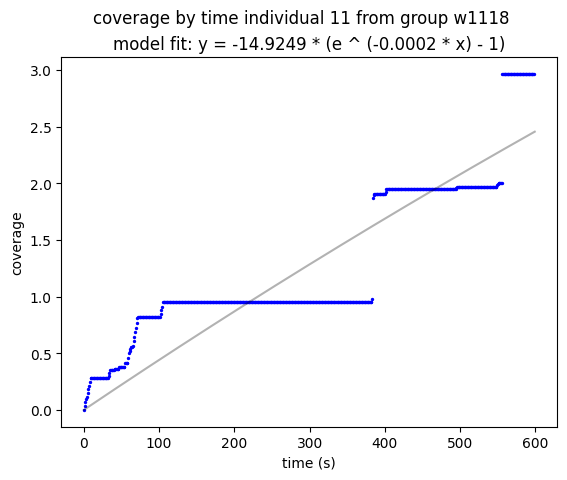 coverage by time individual 11 from group w1118
model fit: y = -14.9249 * (e ^ (-0.0002 * x) - 1)
3.0
2.5
2.0
1.5
1.0
0.5
0.0
coverage
0 100 200 300 400 500 600
time (s)